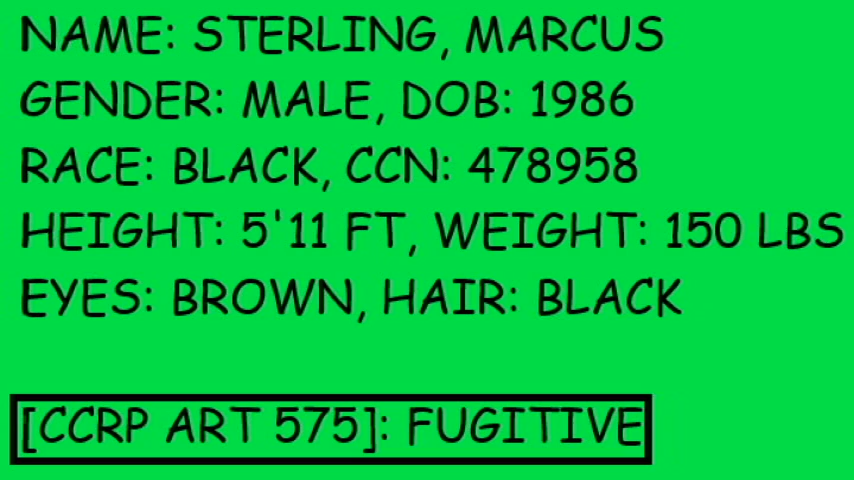 NAME: STERLING, MARCUS
GENDER: MALE, DOB: 1986
RACE: BLACK, CCN: 478958
HEIGHT: 5'11 FT, WEIGHT: 150 LBS
EYES: BROWN, HAIR: BLACK
[CCRP ART 575]: FUGITIVE